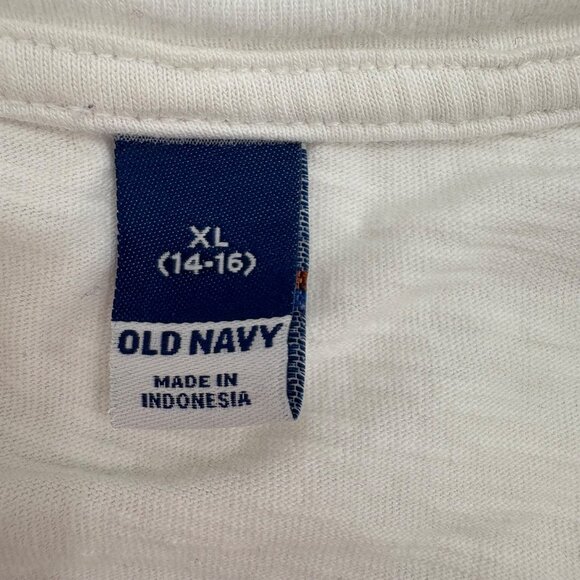 XL
(14-16)
OLD NAVY
MADE IN
INDONESIA